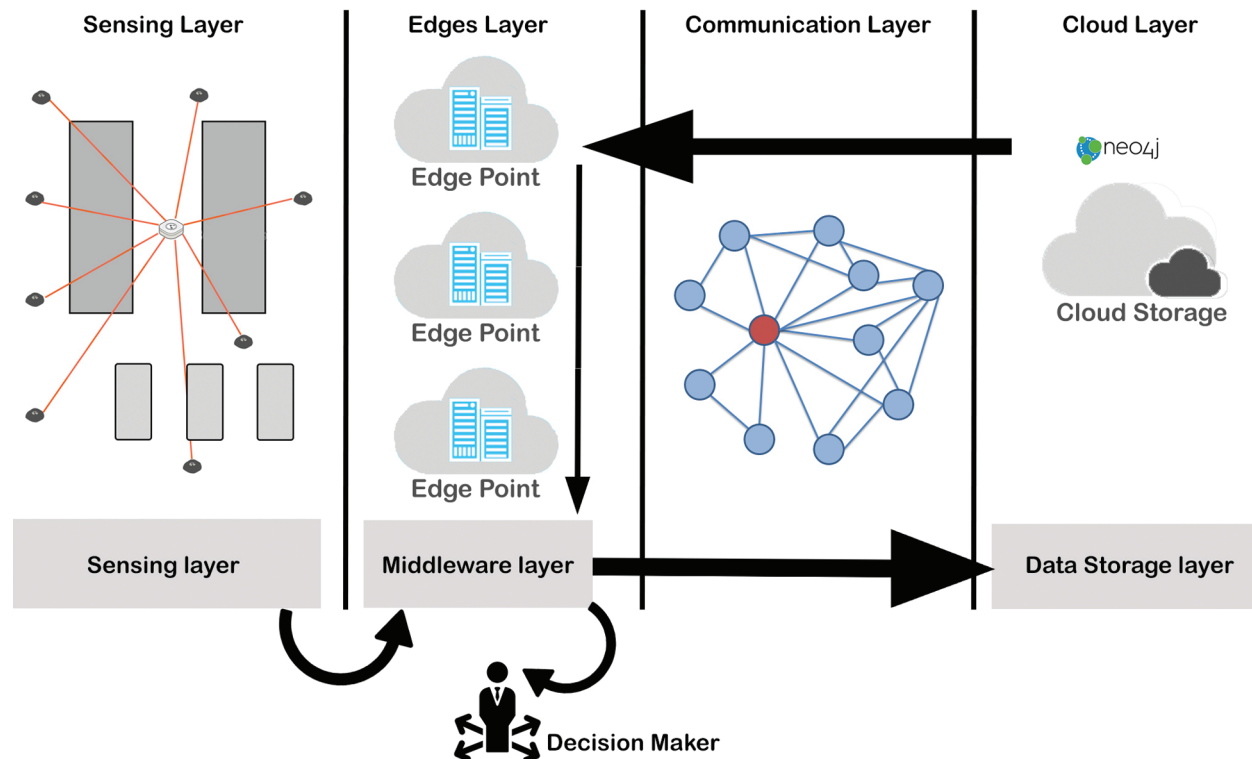 Sensing Layer
Edges Layer
Communication Layer
Cloud Layer
Edge Point
Edge Point
Edge Point
neo4j
Cloud Storage
Sensing layer
Middleware layer
Data Storage layer
Decision Maker